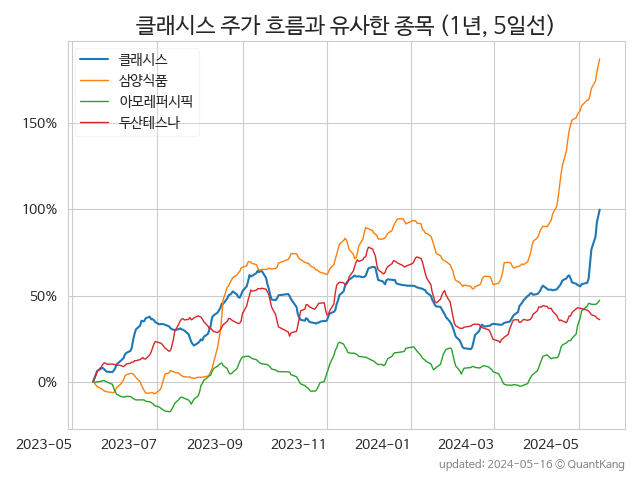 클래시스 주가 흐름과 유사한 종목 (1년, 5일선)
클래시스
삼양식품
아모레퍼시픽
두산테스나
150%
100%
50%
0%
2023-05 2023-07 2023-09 2023-11 2024-01 2024-03 2024-05
updated: 2024-05-16 © QuantKang